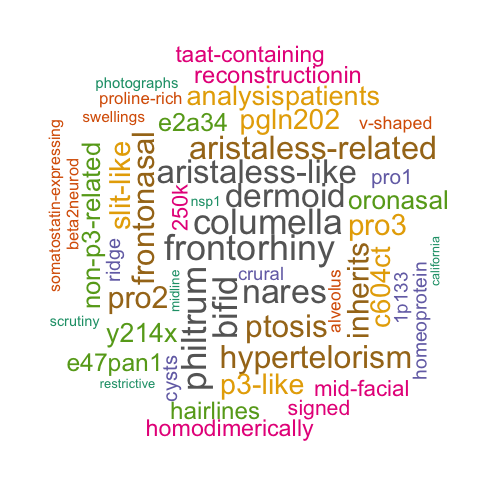 taat-containing
photographs
reconstructionin
proline-rich
analysispatients
swellings
e2a34
pgln202
v-shaped
somatostatin-expressing
beta2neurod
non-p3-related
slit-like
frontonasal
aristaless-related
aristaless-like
pro1
250k
nsp1
dermoid
oronasal
columella
pro3
frontorhiny
ridge
midline
crural
california
pro2
philtrum
bifid
nares
alveolus
inherits
c604ct
1p133
homeoprotein
scrutiny
y214x
ptosis
e47pan1
hypertelorism
restrictive
cysts
p3-like
mid-facial
hairlines
signed
homodimerically